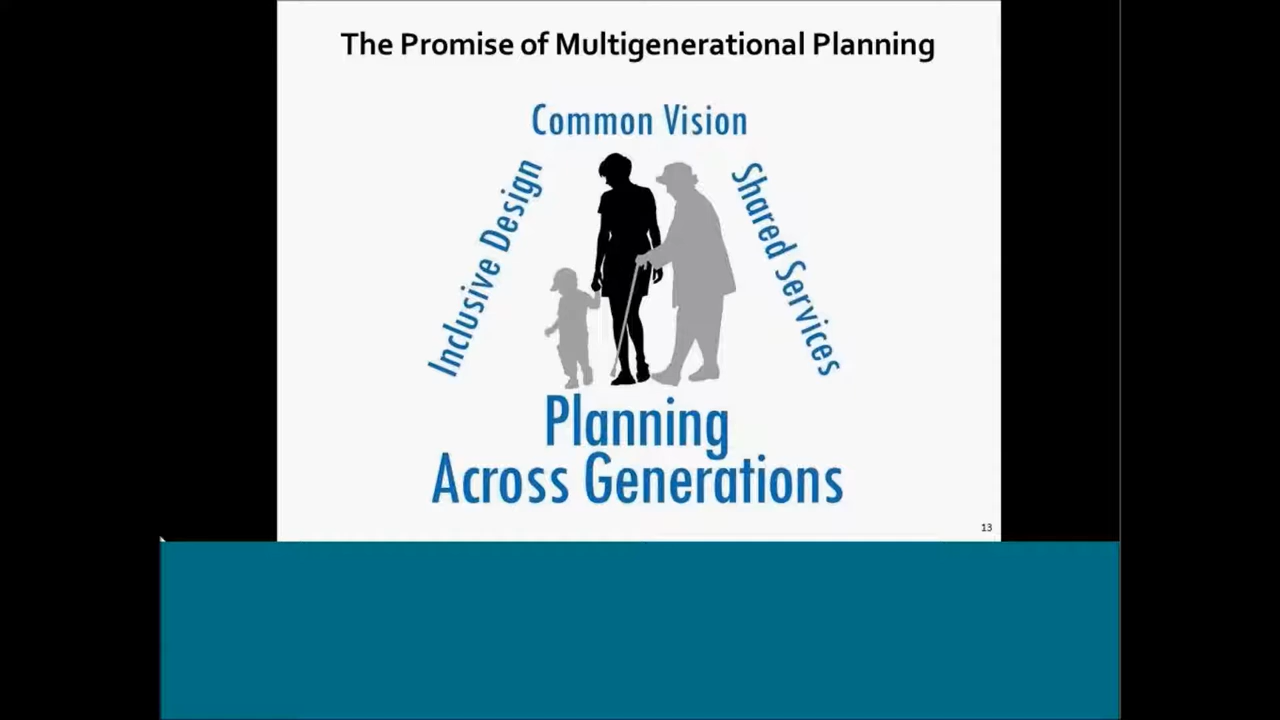 The Promise of Multigenerational Planning
Common Vision
Inclusive Design
Shared Services
Planning
Across Generations
13